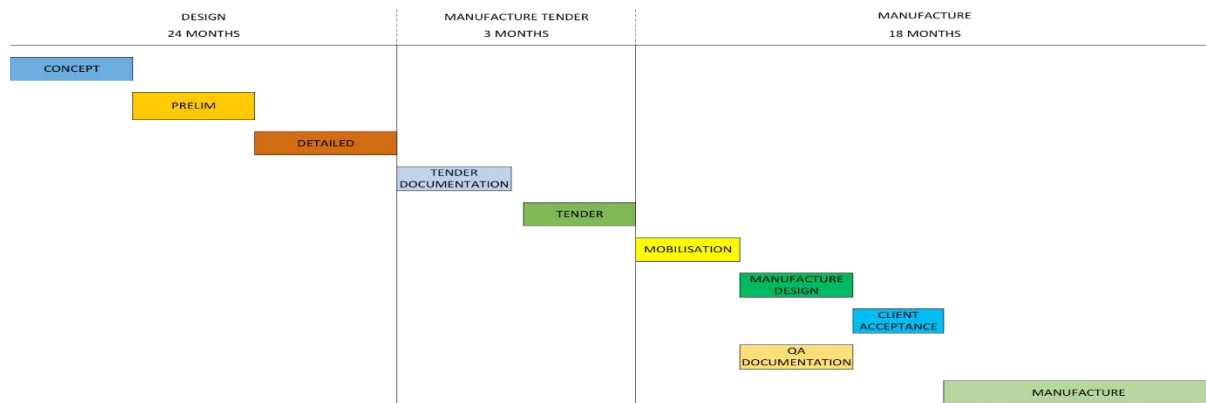 DESIGN
24 MONTHS
MANUFACTURE TENDER
3 MONTHS
MANUFACTURE
18 MONTHS
CONCEPT
PRELIM
DETAILED
TENDER
DOCUMENTATION
TENDER
MOBILISATION
MANUFACTURE
DESIGN
CLIENT
ACCEPTANCE
QA
DOCUMENTATION
MANUFACTURE